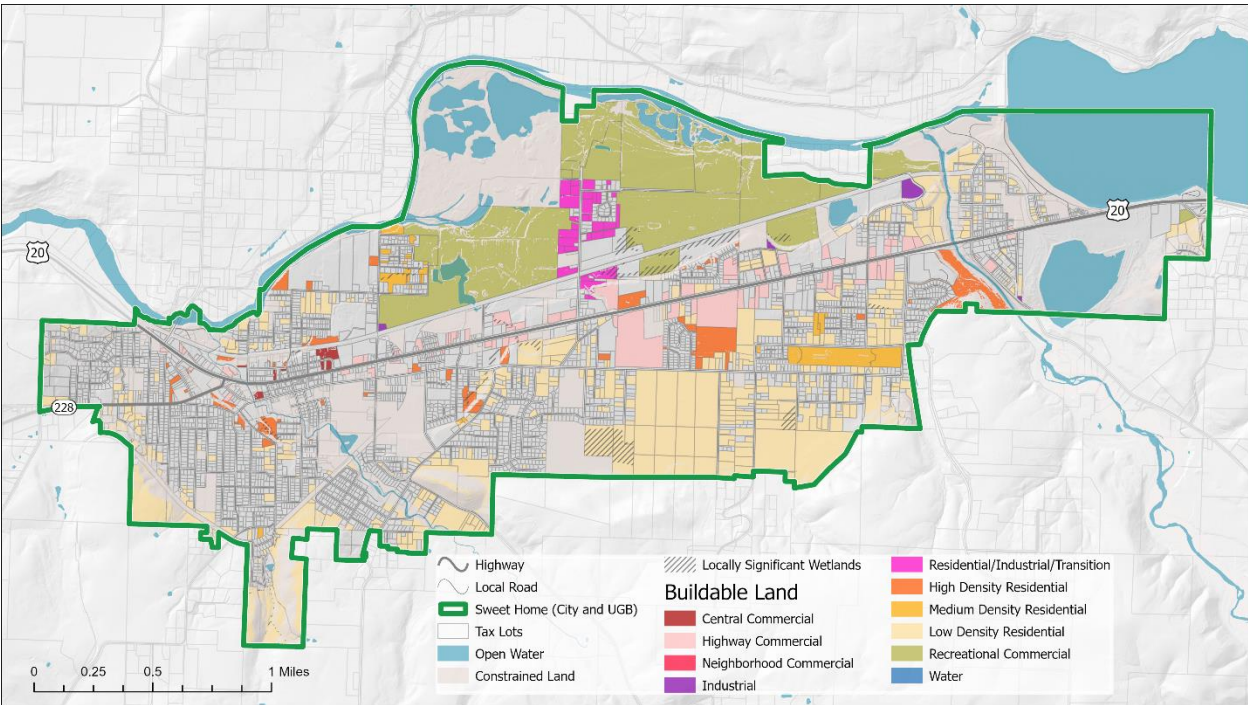 20
20
228
Highway
Local Road
Sweet Home (City and UGB)
Tax Lots
Open Water
Constrained Land
Locally Significant Wetlands
Buildable Land
Central Commercial
Highway Commercial
Neighborhood Commercial
Industrial
Residential/Industrial/Transition
High Density Residential
Medium Density Residential
Low Density Residential
Recreational Commercial
Water
0 0.25 0.5 1 Miles